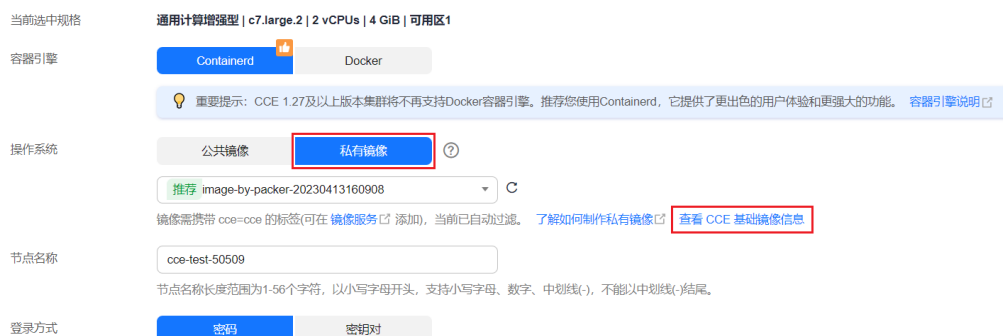 当前选中规格 通用计算增强型 | c7.large.2 | 2 vCPUs | 4 GiB | 可用区1
容器引擎 Containerd Docker
重要提示：CCE 1.27及以上版本集群将不再支持Docker容器引擎。推荐您使用Containerd，它提供了更出色的用户体验和更强大的功能。 容器引擎说明
操作系统 公共镜像 私有镜像
推荐 image-by-packer-20230413160908
镜像需携带 cce=cce 的标签(可在 镜像服务 添加)，当前已自动过滤。 了解如何制作私有镜像 查看 CCE 基础镜像信息
节点名称 cce-test-50509
节点名称长度范围为1-56个字符，以小写字母开头，支持小写字母、数字、中划线(-)，不能以中划线(-)结尾。
登录方式 密码 密钥对